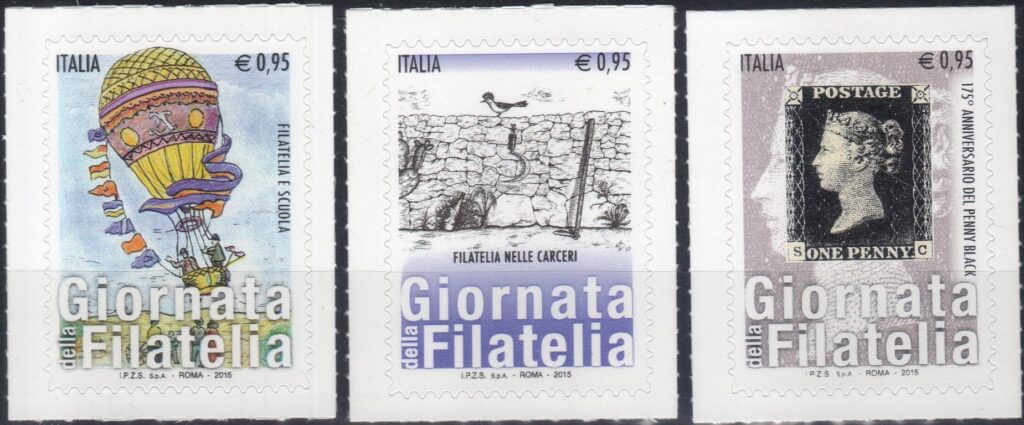 ITALIA € 0,95
FILATELIA E SCUOLA
Giornata
della Filatelia
I.P.Z.S. S.p.A. - ROMA - 2015
ITALIA € 0,95
FILATELIA NELLE CARCERI
Giornata
della Filatelia
I.P.Z.S. S.p.A. - ROMA - 2015
ITALIA € 0,95
175° ANNIVERSARIO DEL PENNY BLACK
POSTAGE
S ONE PENNY C
Giornata
della Filatelia
I.P.Z.S. S.p.A. - ROMA - 2015